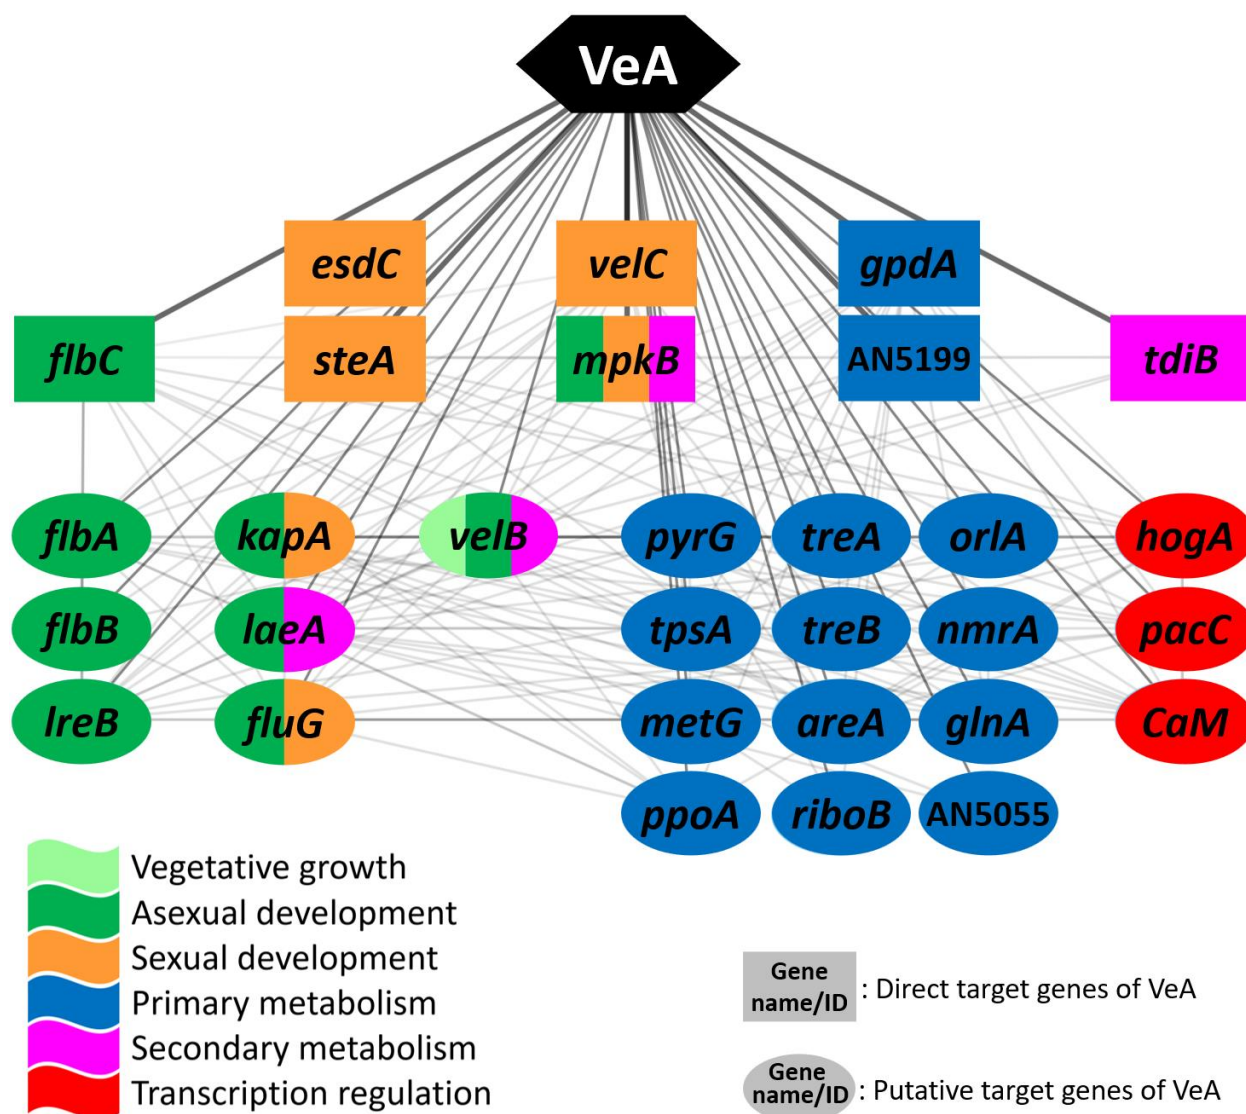 VeA
esdC velC gpdA
flbC steA mpkB AN5199 tdiB
flbA kapA velB pyrG treA orlA hogA
flbB laeA tpsA treB nmrA pacC
lreB fluG metG areA glnA CaM
ppoA riboB AN5055
Vegetative growth
Asexual development
Sexual development
Primary metabolism
Secondary metabolism
Transcription regulation
Gene
name/ID : Direct target genes of VeA
Gene
name/ID : Putative target genes of VeA